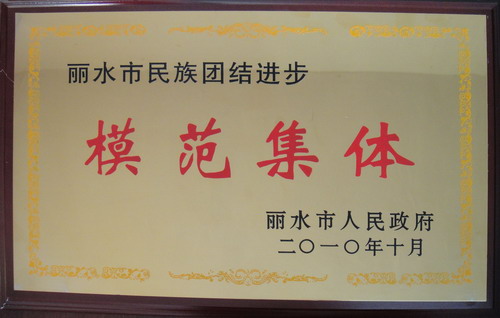 丽水市民族团结进步
模范集体
丽水市人民政府
二〇一〇年十月